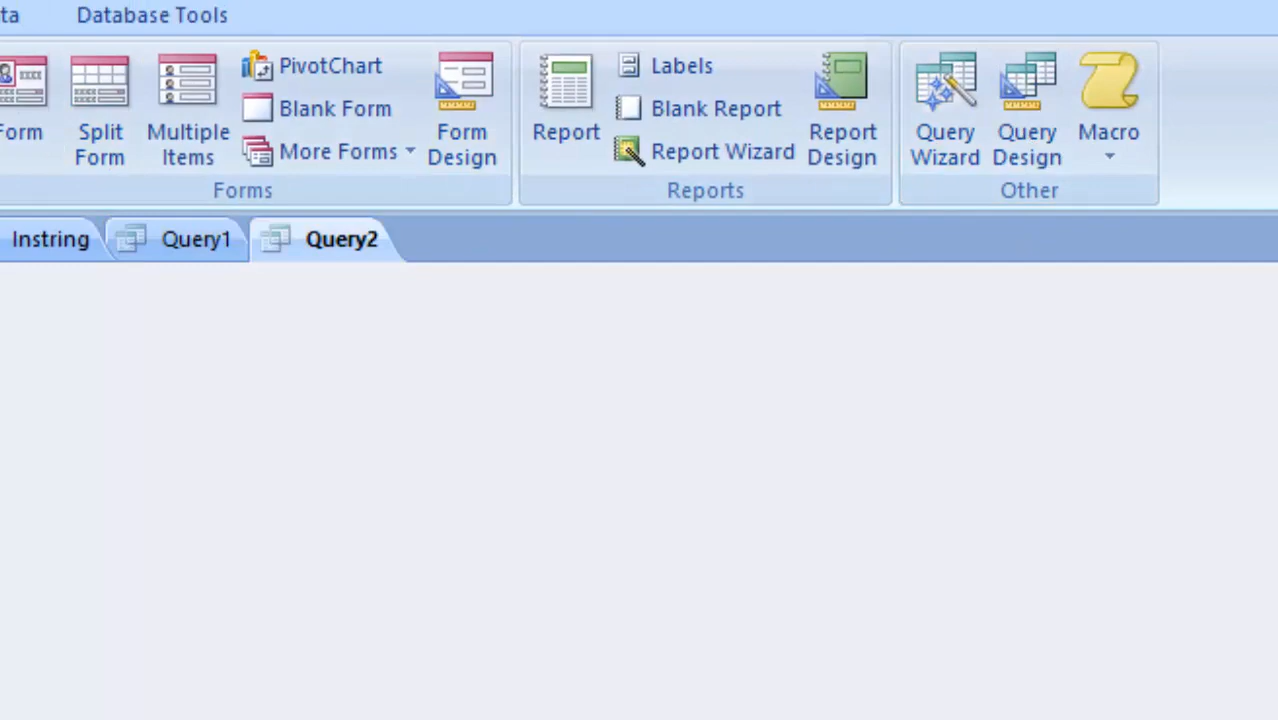 ta Database Tools
Form
Split
Form
Multiple
Items
PivotChart
Blank Form
More Forms
Form
Design
Forms
Report
Labels
Blank Report
Report Wizard
Report
Design
Reports
Query
Wizard
Query
Design
Macro
Other
Instring Query1 Query2